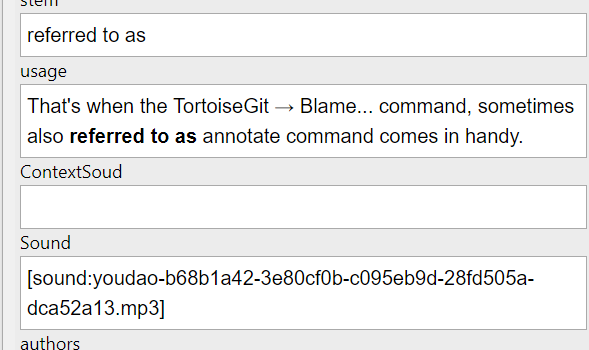 stem
referred to as
usage
That's when the TortoiseGit → Blame... command, sometimes
also referred to as annotate command comes in handy.
ContextSoud
Sound
[sound:youdao-b68b1a42-3e80cf0b-c095eb9d-28fd505a-
dca52a13.mp3]
authors